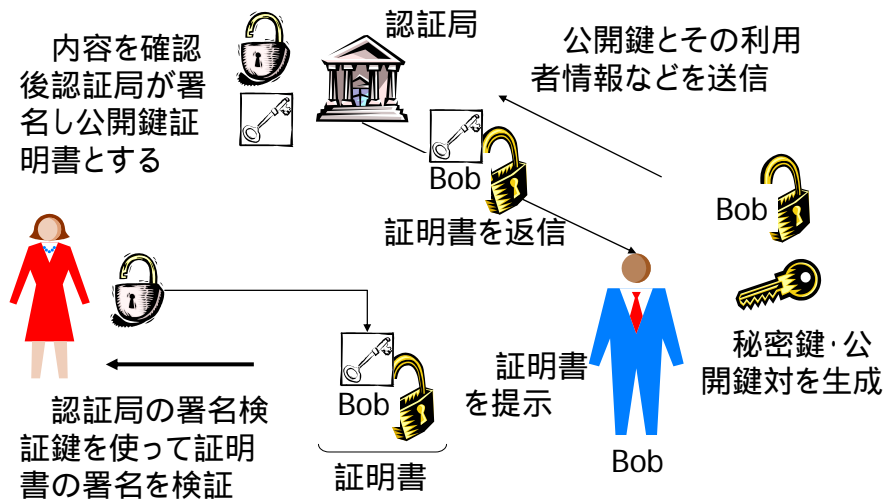 内容を確認
後認証局が署
名し公開鍵証
明書とする
認証局
公開鍵とその利用
者情報などを送信
Bob
証明書を返信
Bob
秘密鍵·公
開鍵対を生成
Bob
証明書
を提示
Bob
証明書
認証局の署名検
証鍵を使って証明
書の署名を検証